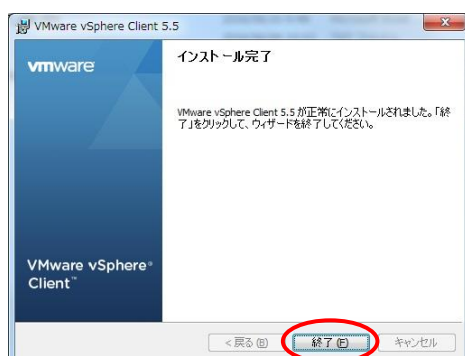 VMware vSphere Client 5.5
vmware
インストール完了
VMware vSphere Client 5.5 が正常にインストールされました。「終
了」をクリックして、ウィザードを終了してください。
VMware vSphere®
Client™
< 戻る(B)
終了(F)
キャンセル